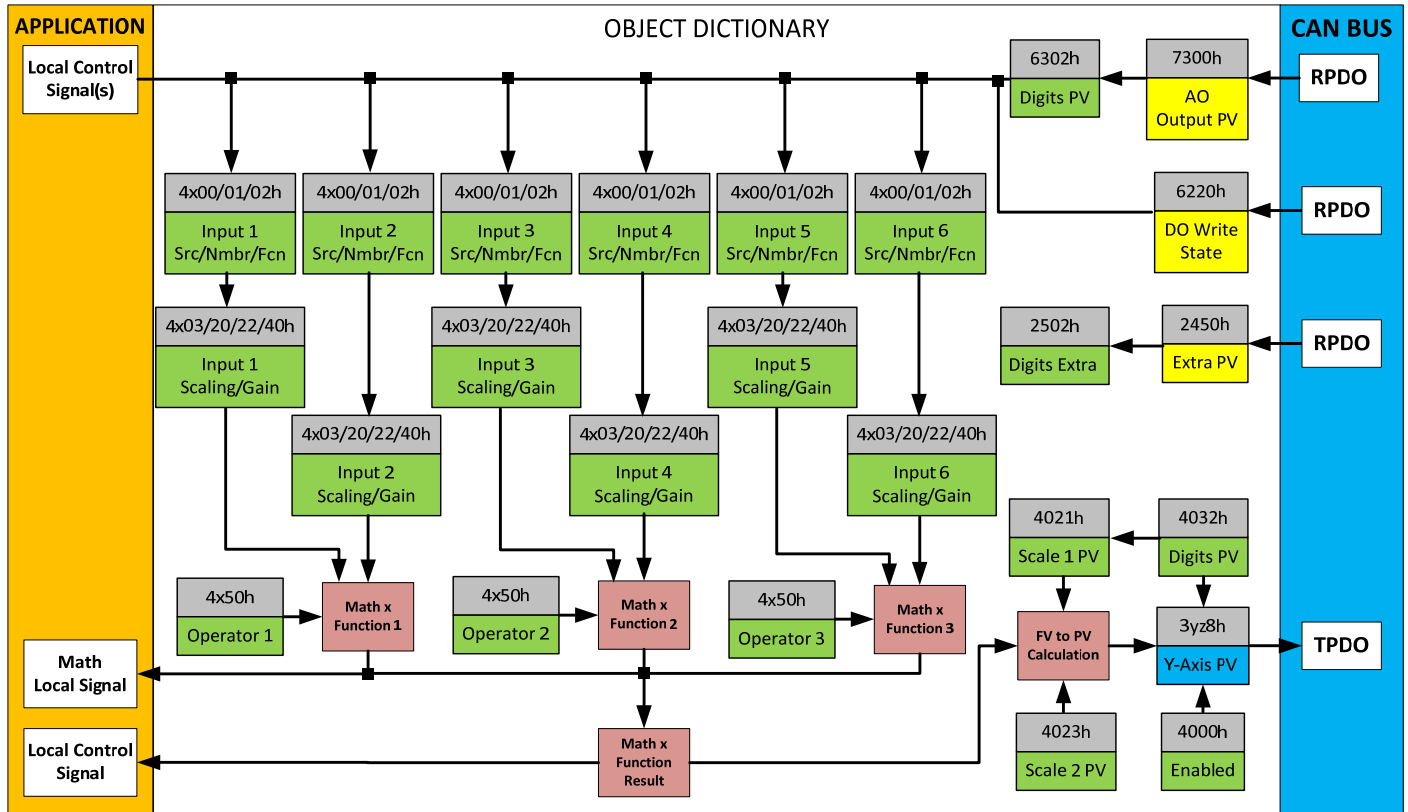 APPLICATION
OBJECT DICTIONARY
CAN BUS
Local Control
Signal(s)
6302h
Digits PV
7300h
AO
Output PV
RPDO
4x00/01/02h
Input 1
Src/Nmbr/Fcn
4x00/01/02h
Input 2
Src/Nmbr/Fcn
4x00/01/02h
Input 3
Src/Nmbr/Fcn
4x00/01/02h
Input 4
Src/Nmbr/Fcn
4x00/01/02h
Input 5
Src/Nmbr/Fcn
4x00/01/02h
Input 6
Src/Nmbr/Fcn
6220h
DO Write
State
RPDO
4x03/20/22/40h
Input 1
Scaling/Gain
4x03/20/22/40h
Input 3
Scaling/Gain
4x03/20/22/40h
Input 5
Scaling/Gain
2502h
Digits Extra
2450h
Extra PV
RPDO
4x03/20/22/40h
Input 2
Scaling/Gain
4x03/20/22/40h
Input 4
Scaling/Gain
4x03/20/22/40h
Input 6
Scaling/Gain
4021h
Scale 1 PV
4032h
Digits PV
4x50h
Operator 1
Math x
Function 1
4x50h
Operator 2
Math x
Function 2
4x50h
Operator 3
Math x
Function 3
FV to PV
Calculation
3yz8h
Y-Axis PV
TPDO
Math
Local Signal
Local Control
Signal
Math x
Function
Result
4023h
Scale 2 PV
4000h
Enabled